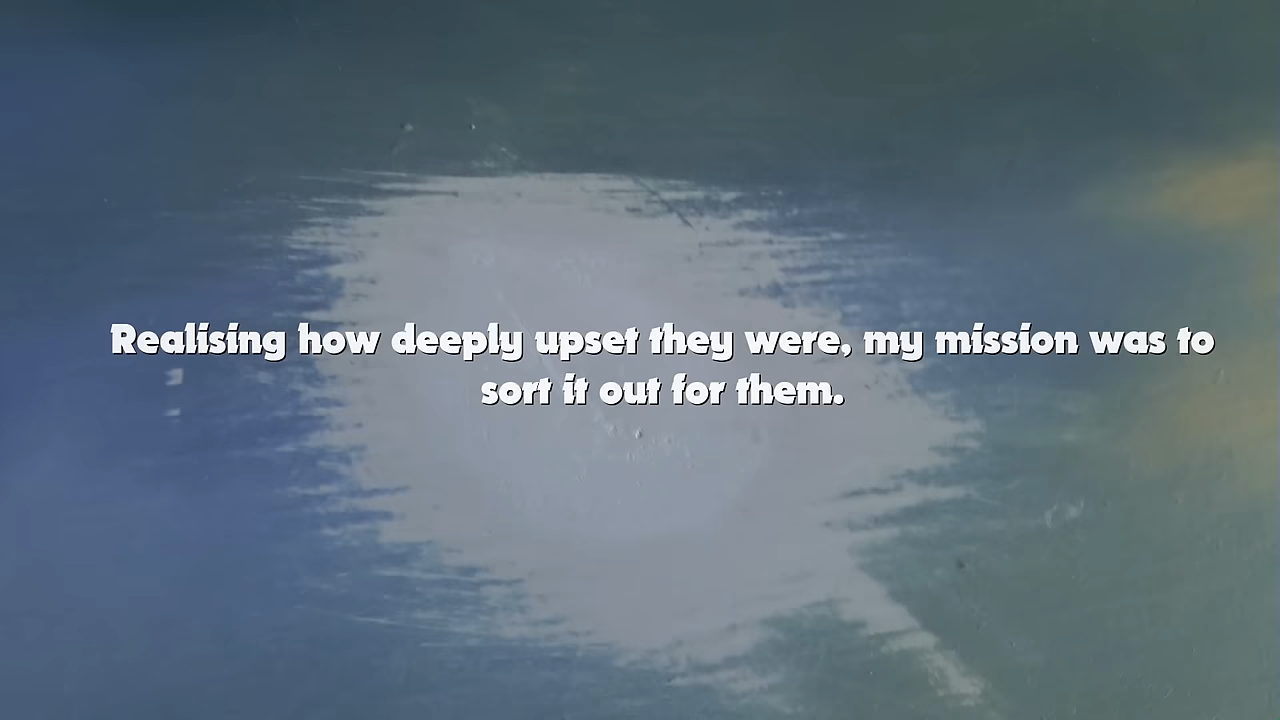 Realising how deeply upset they were, my mission was to
sort it out for them.